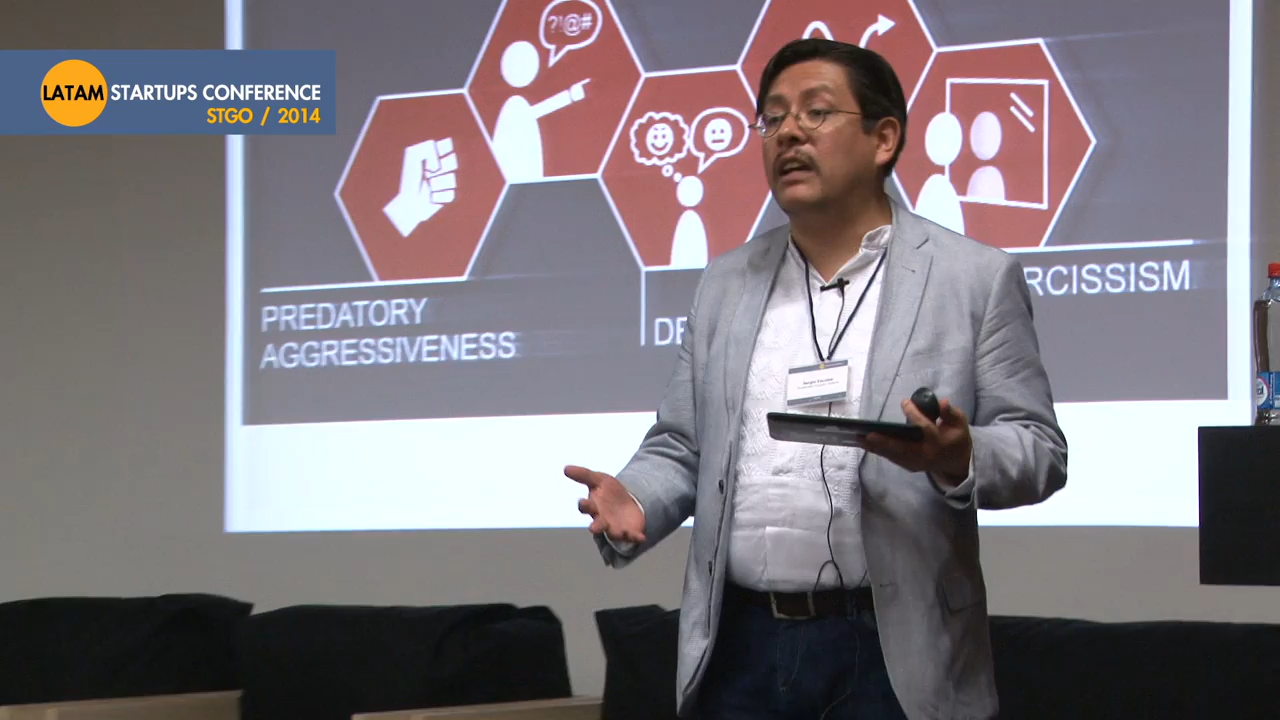 LATAM STARTUPS CONFERENCE
STGO / 2014
?!@#
PREDATORY
AGGRESSIVENESS
DE
RCISSISM